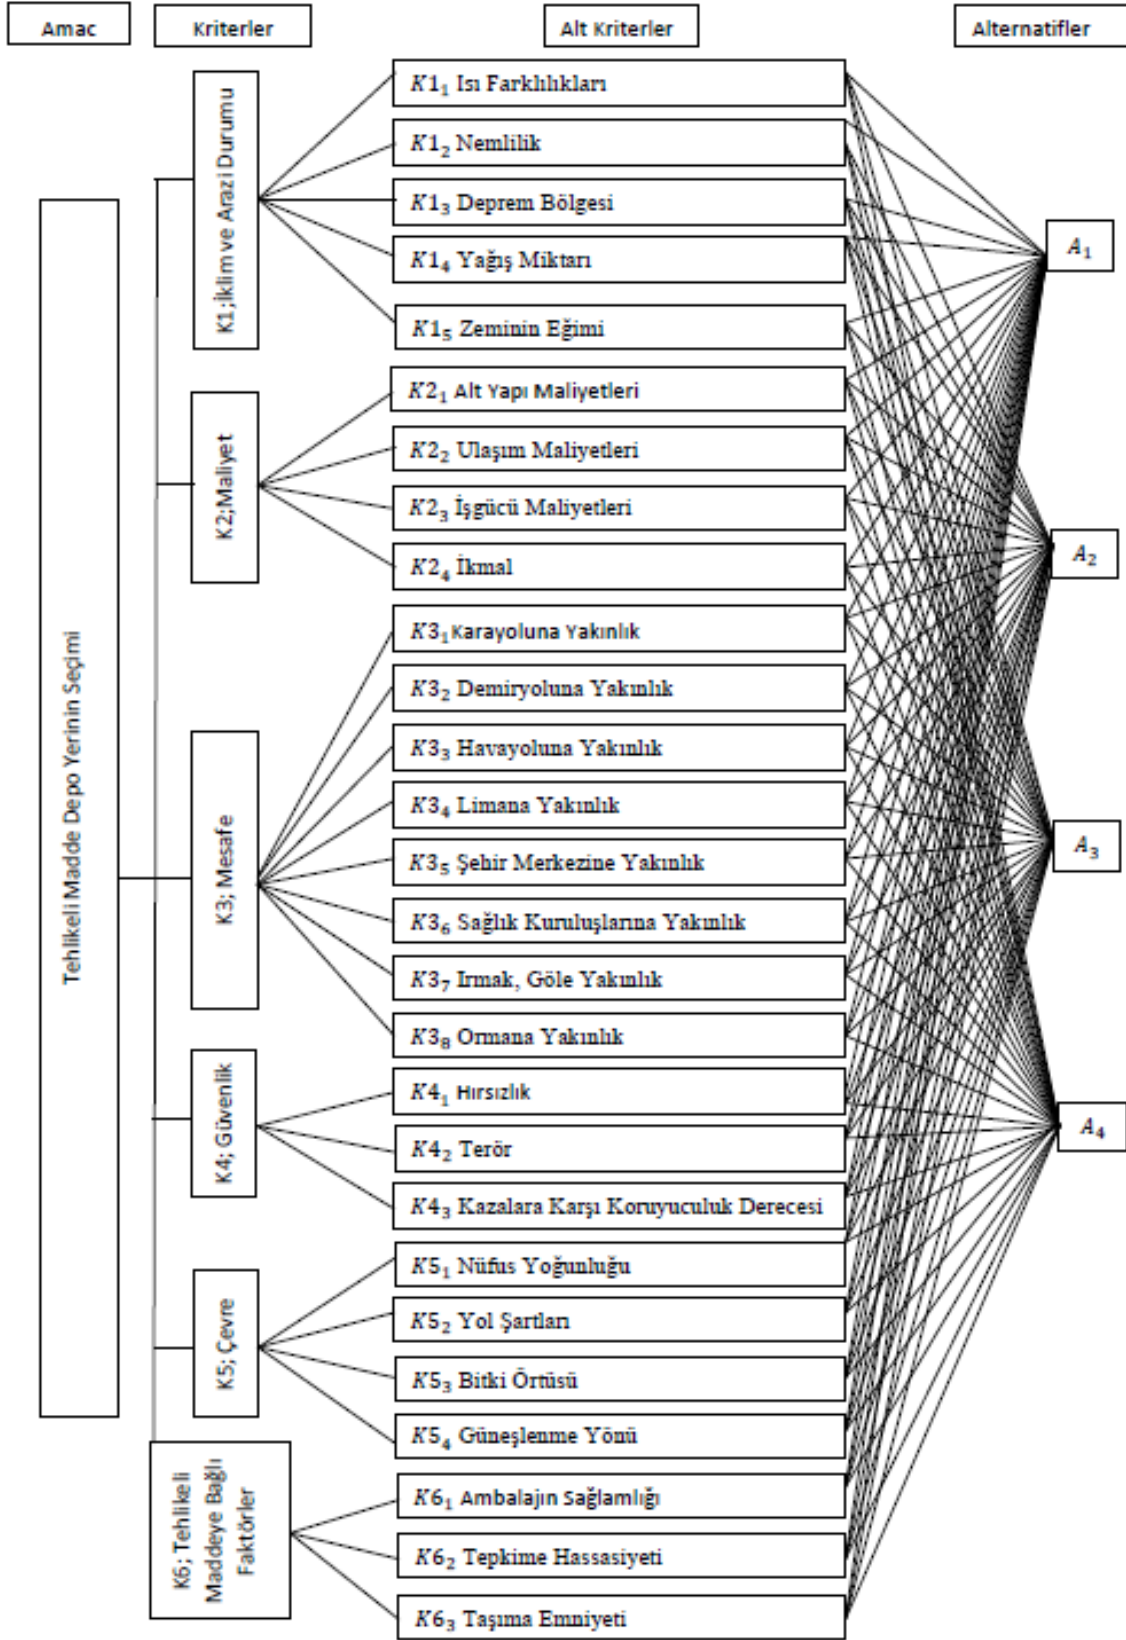 Amac
Kriterler
Alt Kriterler
Alternatifler
Tehlikeli Madde Depo Yerinin Seçimi
K1;İklim ve Arazi Durumu
K1₁ Isı Farklılıkları
K1₂ Nemlilik
K1₃ Deprem Bölgesi
K1₄ Yağış Miktarı
K1₅ Zeminin Eğimi
K2;Maliyet
K2₁ Alt Yapı Maliyetleri
K2₂ Ulaşım Maliyetleri
K2₃ İşgücü Maliyetleri
K2₄ İkmal
K3; Mesafe
K3₁ Karayoluna Yakınlık
K3₂ Demiryoluna Yakınlık
K3₃ Havayoluna Yakınlık
K3₄ Limana Yakınlık
K3₅ Şehir Merkezine Yakınlık
K3₆ Sağlık Kuruluşlarına Yakınlık
K3₇ Irmak, Göle Yakınlık
K3₈ Ormana Yakınlık
K4; Güvenlik
K4₁ Hırsızlık
K4₂ Terör
K4₃ Kazalara Karşı Koruyuculuk Derecesi
K5; Çevre
K5₁ Nüfus Yoğunluğu
K5₂ Yol Şartları
K5₃ Bitki Örtüsü
K5₄ Güneşlenme Yönü
K6; Tehlikeli
Maddeye Bağlı
Faktörler
K6₁ Ambalajın Sağlamlığı
K6₂ Tepkime Hassasiyeti
K6₃ Taşıma Emniyeti
A₁
A₂
A₃
A₄